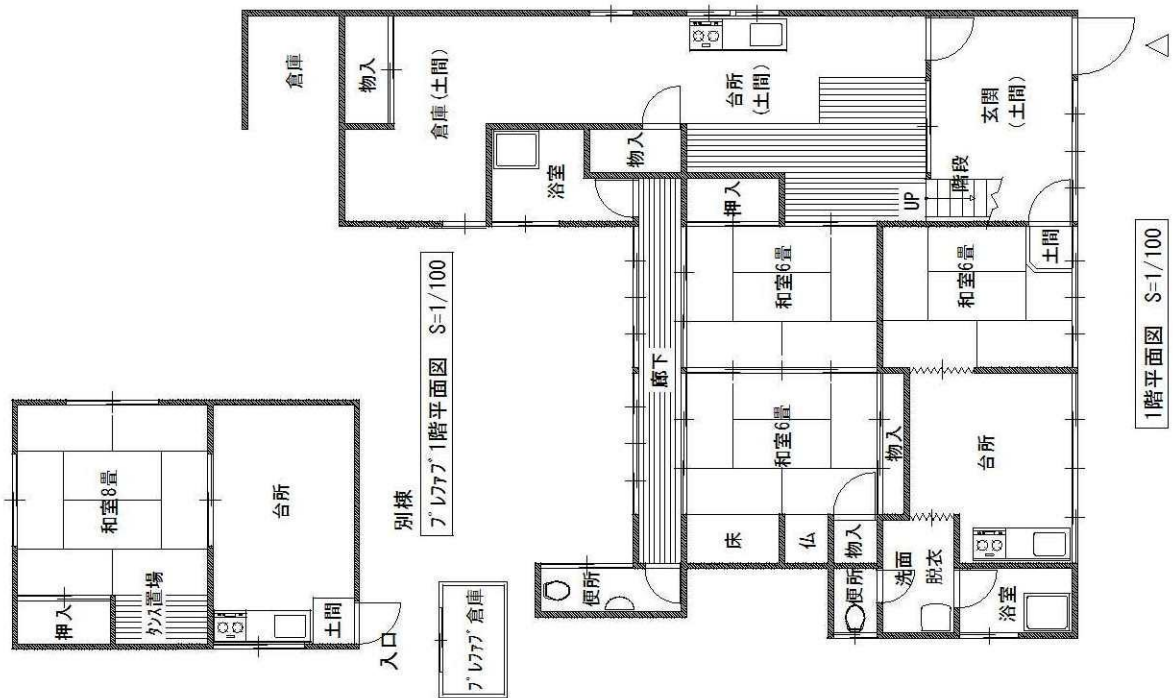 倉庫
物入
倉庫(土間)
台所
(土間)
玄関
(土間)
浴室
物入
押入
UP
階段
和室6畳
和室6畳
土間
廊下
和室6畳
物入
台所
床
仏
物入
便所
便所
洗面
脱衣
浴室
1階平面図 S=1/100
和室8畳
台所
押入
タンス置場
土間
入口
別棟
プレファブ1階平面図 S=1/100
プレファブ倉庫